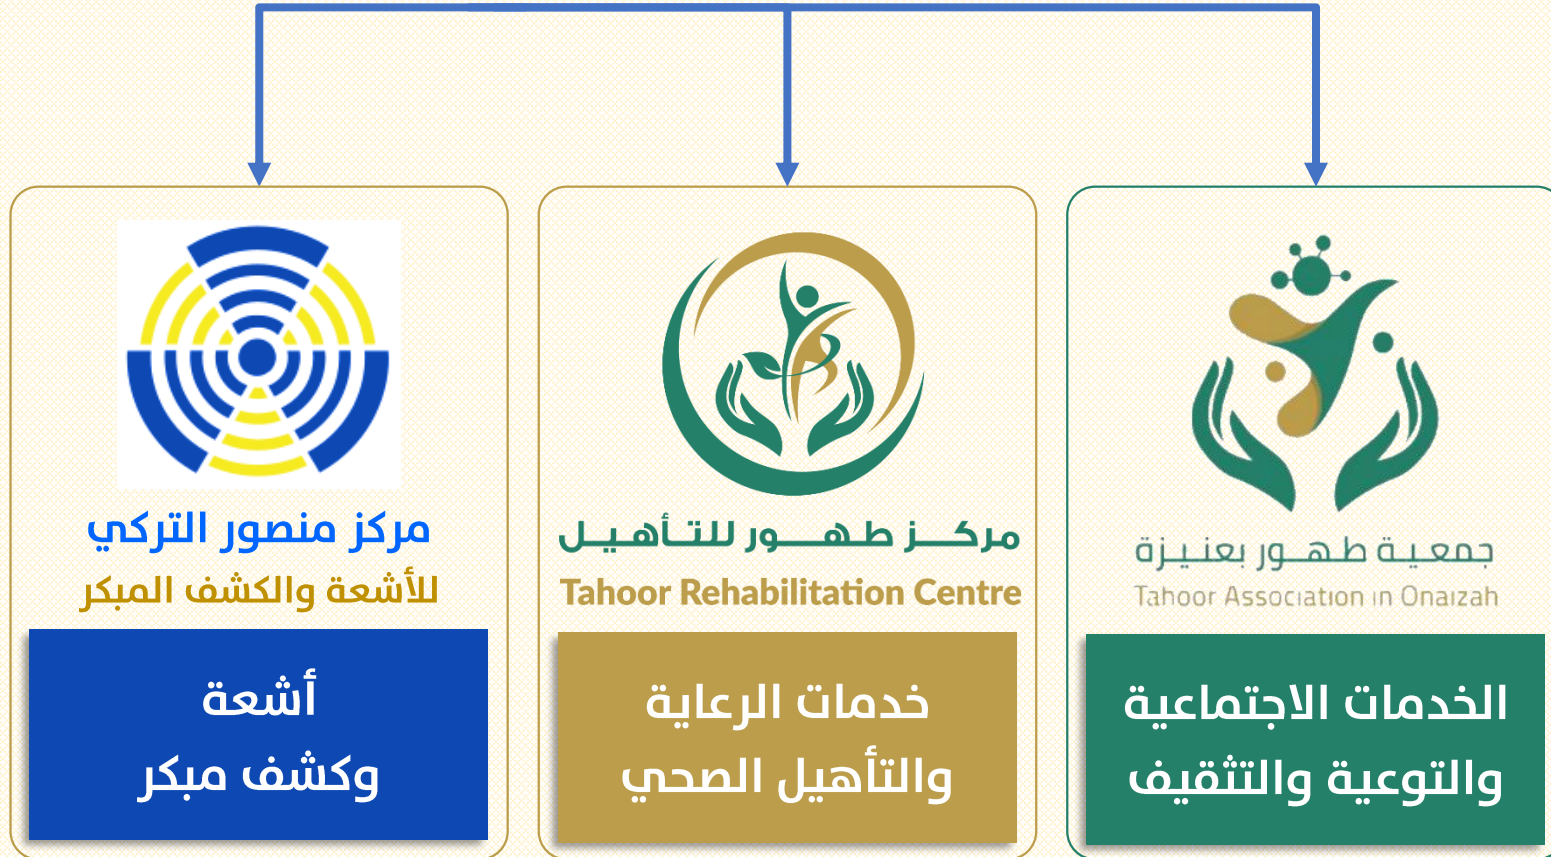 جمعية طهور بعنيزة
Tahoor Association in Onaizah
الخدمات الاجتماعية
والتوعية والتثقيف
مركز طهور للتأهيل
Tahoor Rehabilitation Centre
خدمات الرعاية
والتأهيل الصحي
مركز منصور التركي
للأشعة والكشف المبكر
أشعة
وكشف مبكر